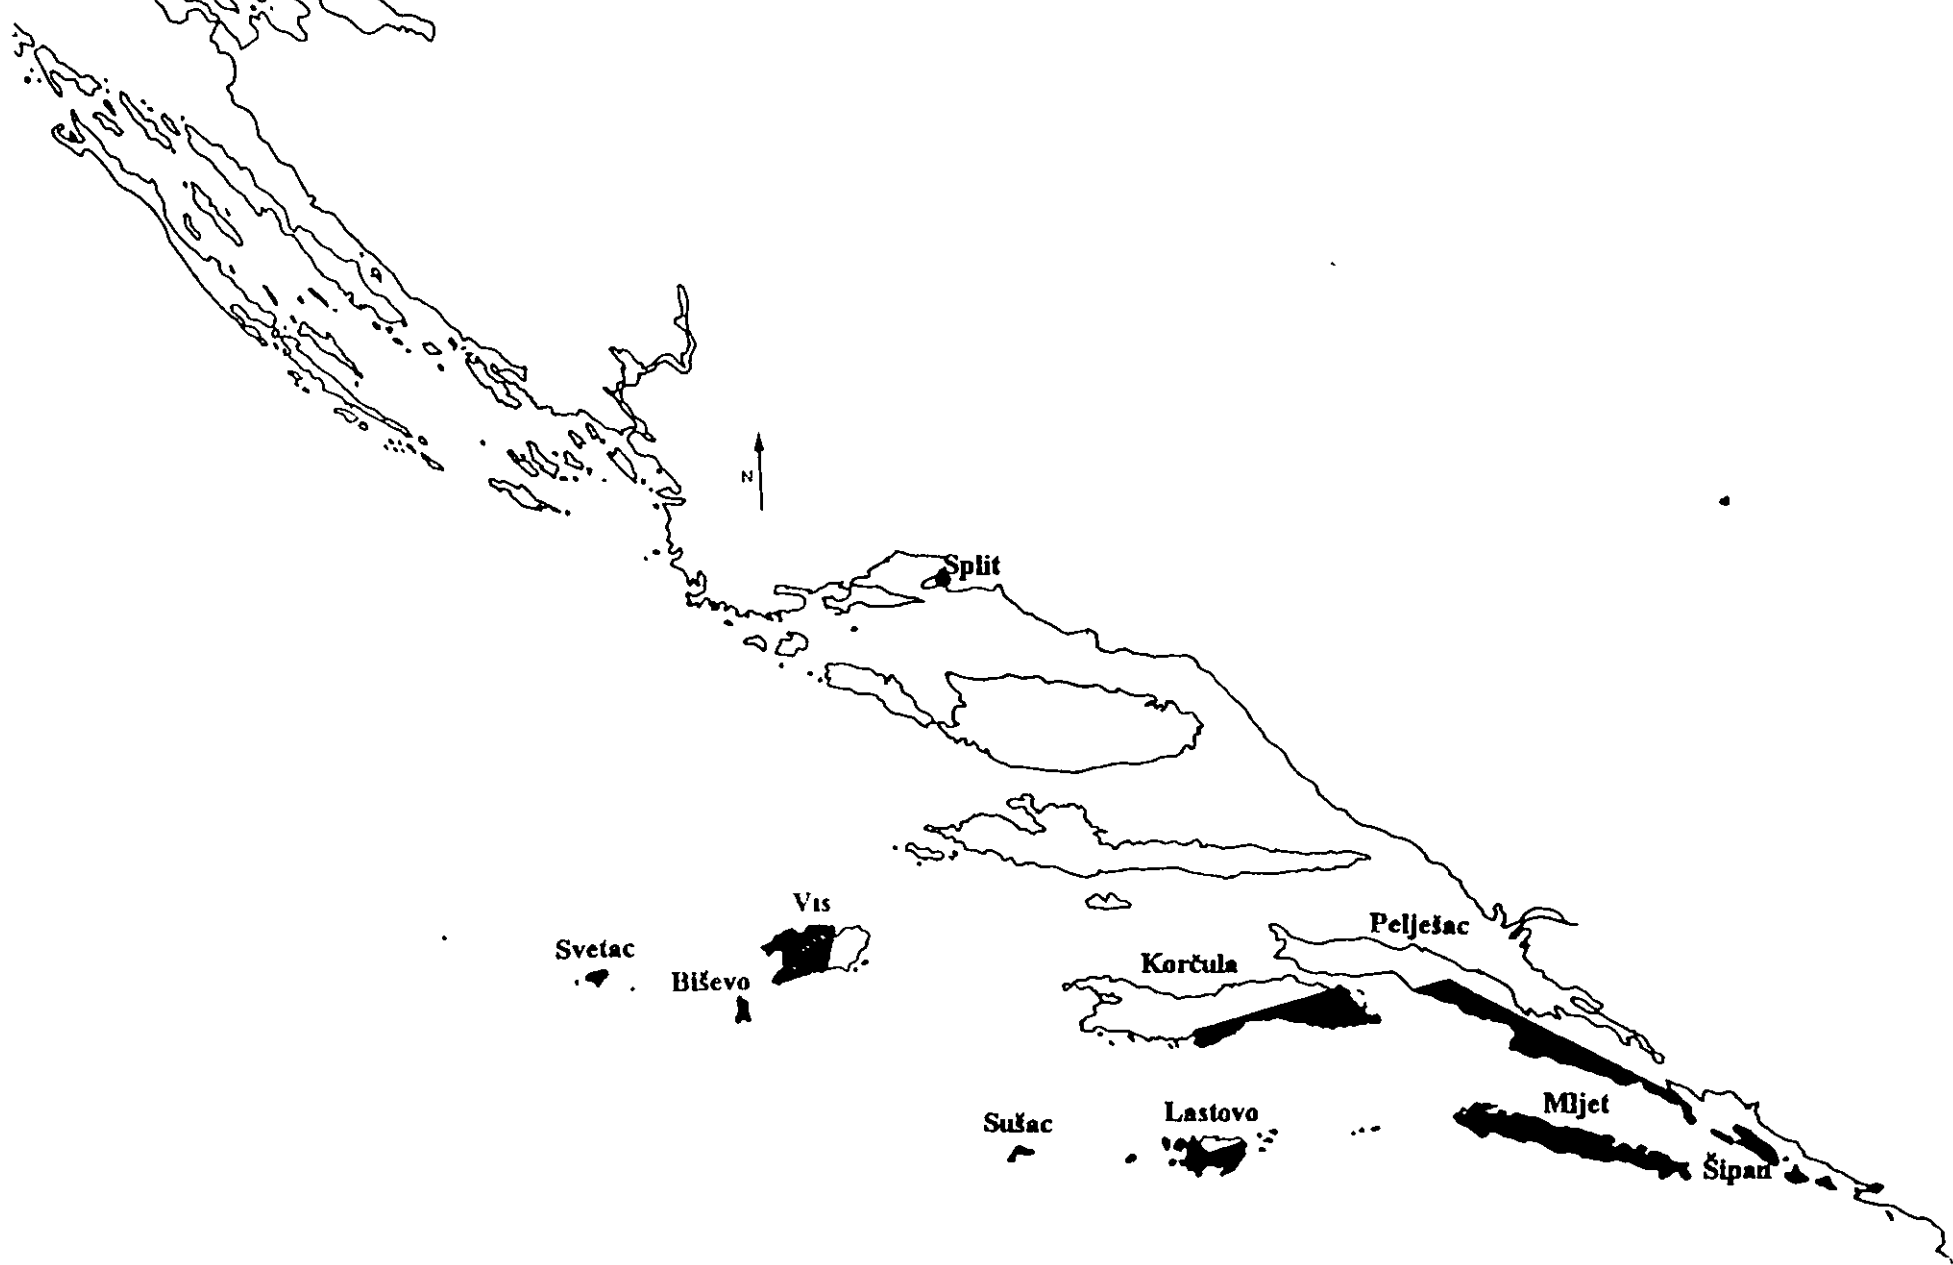 N
Split
Vis
Pelješac
Svetac
Korčula
Biševo
Mljet
Lastovo
Sušac
Šipan